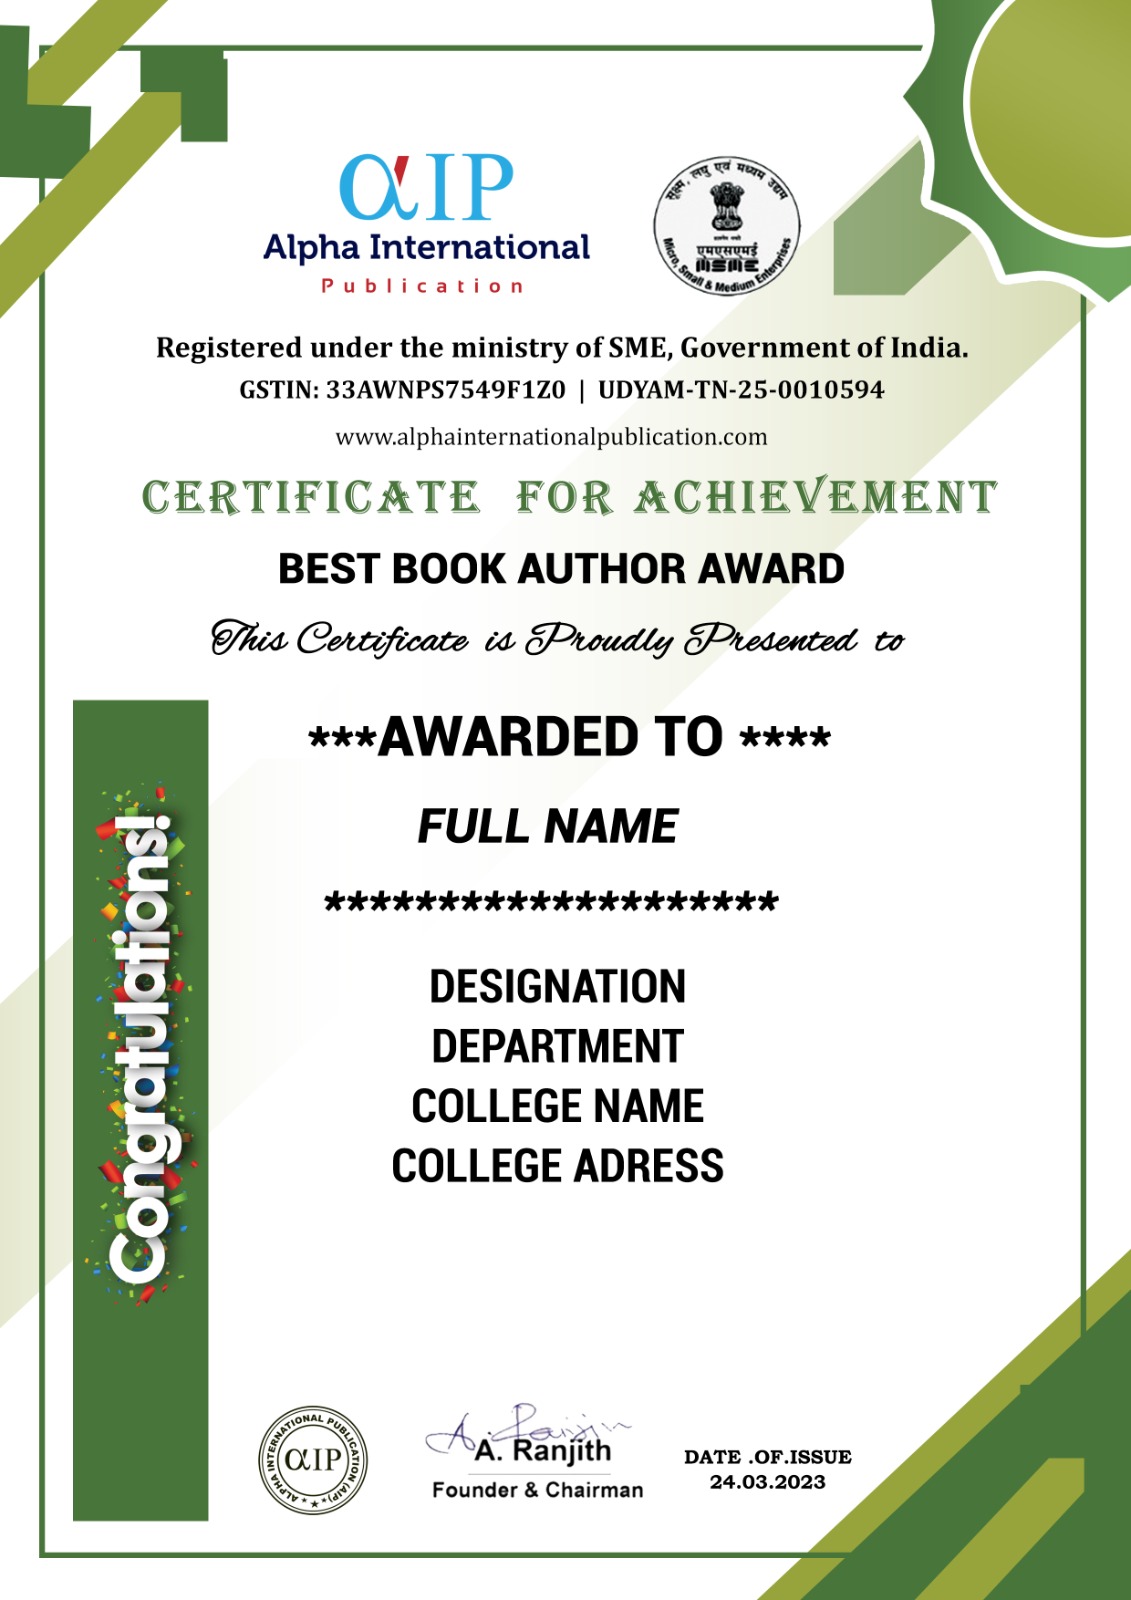 αIP
Alpha International
Publication
सूक्ष्म, लघु एवं मध्यम उद्यम
सत्यमेव जयते
एमएसएमई
MSME
Micro, Small & Medium Enterprises
Registered under the ministry of SME, Government of India.
GSTIN: 33AWNPS7549F1Z0 | UDYAM-TN-25-0010594
www.alphainternationalpublication.com
CERTIFICATE FOR ACHIEVEMENT
BEST BOOK AUTHOR AWARD
This Certificate is Proudly Presented to
***AWARDED TO ****
FULL NAME
********************
DESIGNATION
DEPARTMENT
COLLEGE NAME
COLLEGE ADRESS
Congratulations!
ALPHA INTERNATIONAL PUBLICATION (AIP)
αIP
A. Ranjith
Founder & Chairman
DATE .OF.ISSUE
24.03.2023